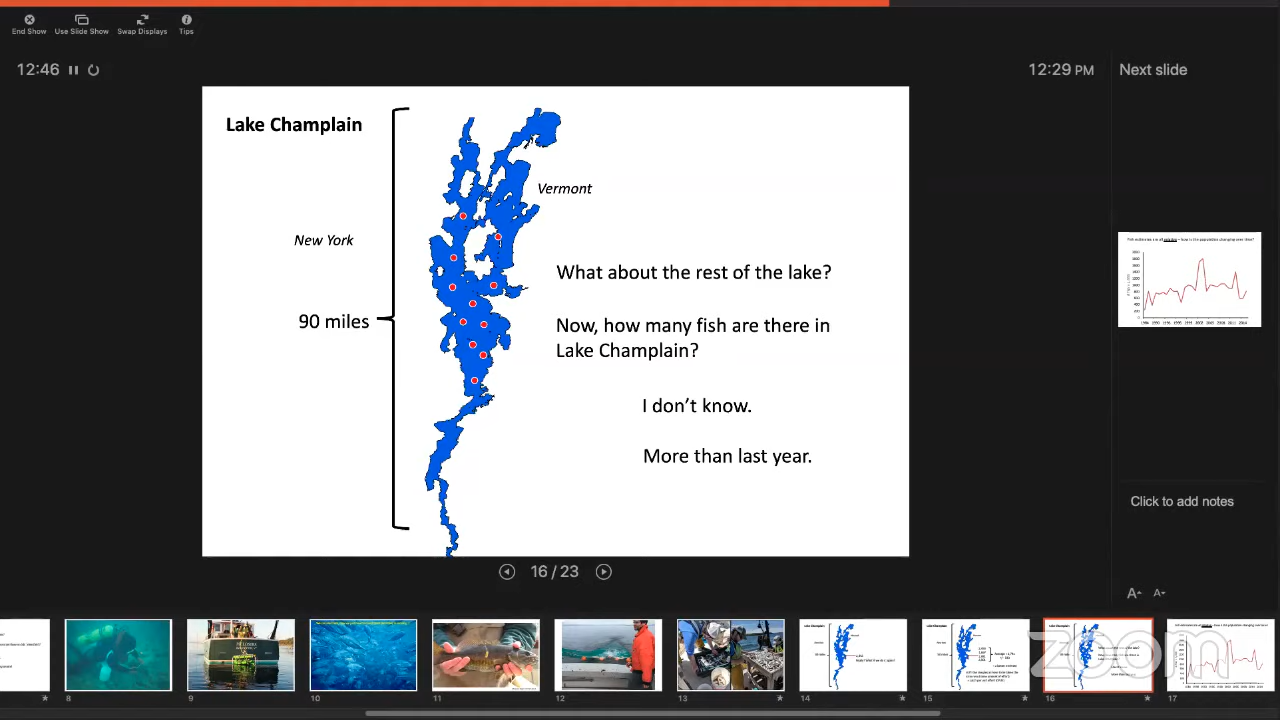 End Show
Use Slide Show
Swap Displays
Tips
12:46
12:29 PM
Next slide
Lake Champlain
Vermont
New York
What about the rest of the lake?
90 miles
Now, how many fish are there in
Lake Champlain?
I don't know.
More than last year.
Click to add notes
16 / 23
A A
zoom
8
9
10
11
12
13
14
15
16
17